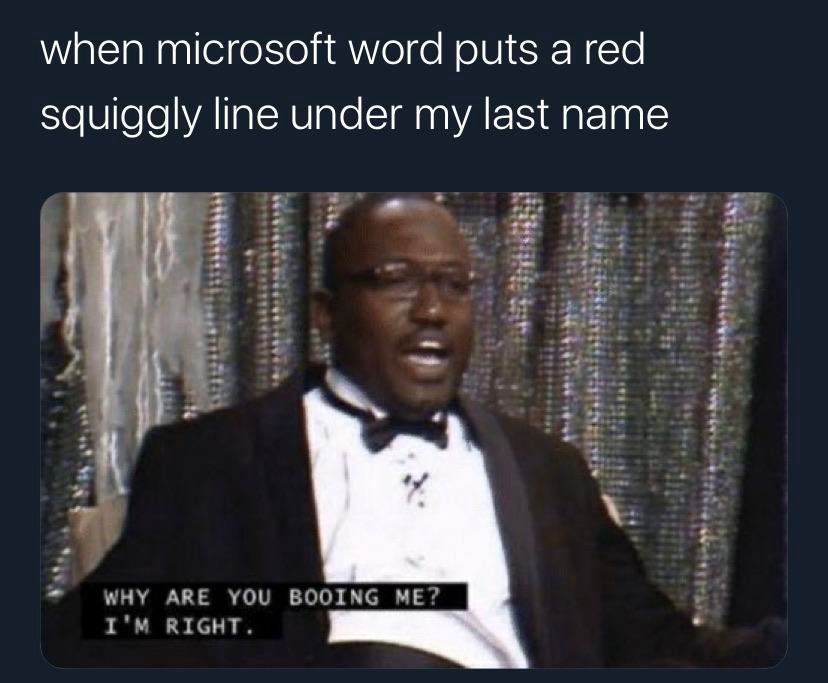 when microsoft word puts a red
squiggly line under my last name
WHY ARE YOU BOOING ME?
I'M RIGHT.